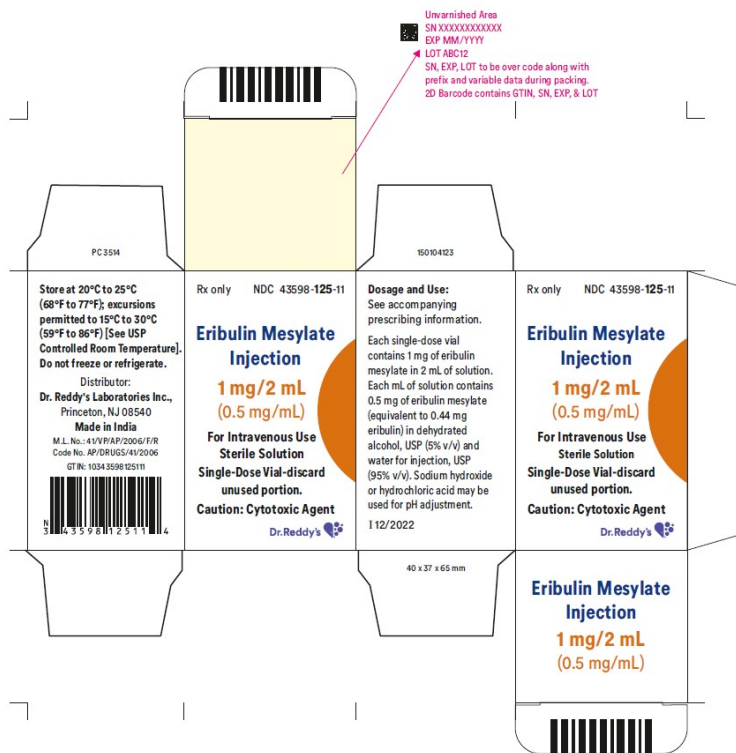 Unvarnished Area
SN XXXXXXXXXXXX
EXP MM/YYYY
LOT ABC12
SN, EXP, LOT to be over code along with
prefix and variable data during packing.
2D Barcode contains GTIN, SN, EXP, & LOT
PC 3514
150104123
Store at 20°C to 25°C
(68°F to 77°F); excursions
permitted to 15°C to 30°C
(59°F to 86°F) [See USP
Controlled Room Temperature].
Do not freeze or refrigerate.
Distributor:
Dr. Reddy's Laboratories Inc.,
Princeton, NJ 08540
Made in India
M.L. No.: 41/VP/AP/2006/F/R
Code No. AP/DRUGS/41/2006
GTIN: 10343598125111
N
3 43598 12511 4
Rx only NDC 43598-125-11
Eribulin Mesylate
Injection
1 mg/2 mL
(0.5 mg/mL)
For Intravenous Use
Sterile Solution
Single-Dose Vial-discard
unused portion.
Caution: Cytotoxic Agent
Dr.Reddy's
Dosage and Use:
See accompanying
prescribing information.
Each single-dose vial
contains 1 mg of eribulin
mesylate in 2 mL of solution.
Each mL of solution contains
0.5 mg of eribulin mesylate
(equivalent to 0.44 mg
eribulin) in dehydrated
alcohol, USP (5% v/v) and
water for injection, USP
(95% v/v). Sodium hydroxide
or hydrochloric acid may be
used for pH adjustment.
I 12/2022
Rx only NDC 43598-125-11
Eribulin Mesylate
Injection
1 mg/2 mL
(0.5 mg/mL)
For Intravenous Use
Sterile Solution
Single-Dose Vial-discard
unused portion.
Caution: Cytotoxic Agent
Dr.Reddy's
40 x 37 x 65 mm
Eribulin Mesylate
Injection
1 mg/2 mL
(0.5 mg/mL)